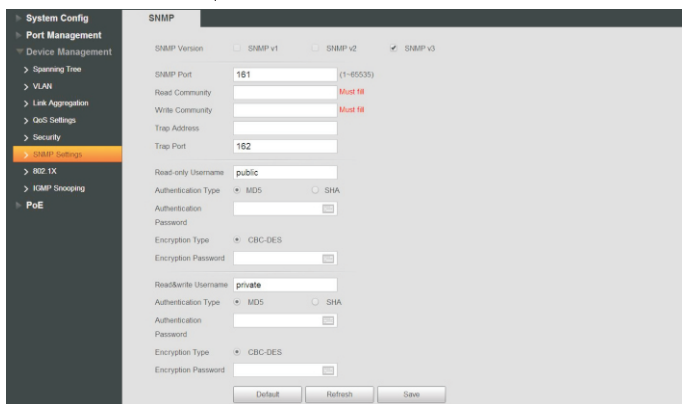 System Config
Port Management
Device Management
Spanning Tree
VLAN
Link Aggregation
QoS Settings
Security
SNMP Settings
802.1X
IGMP Snooping
PoE
SNMP
SNMP Version SNMP v1 SNMP v2 SNMP v3
SNMP Port 161 (1~65535)
Read Community Must fill
Write Community Must fill
Trap Address
Trap Port 162
Read-only Username public
Authentication Type MD5 SHA
Authentication
Password
Encryption Type CBC-DES
Encryption Password
Read&write Username private
Authentication Type MD5 SHA
Authentication
Password
Encryption Type CBC-DES
Encryption Password
Default Refresh Save